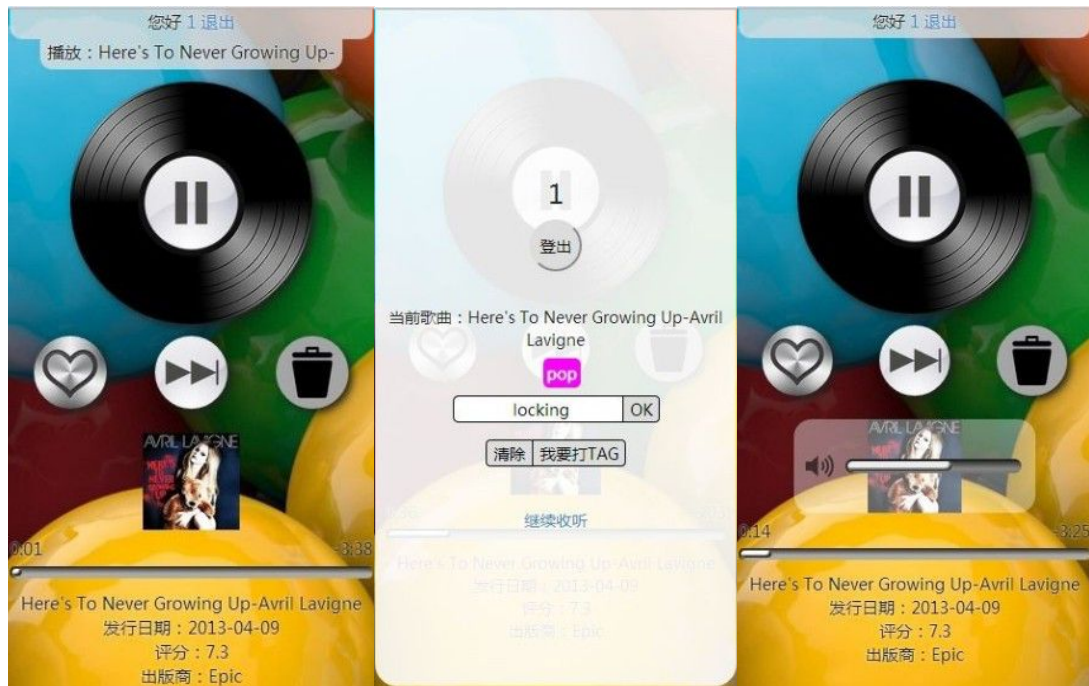 您好 1 退出
播放：Here's To Never Growing Up-
AVRIL LAVIGNE
HERE'S
TO
NEVER
GROWING
UP
0:01
-3:38
Here's To Never Growing Up-Avril Lavigne
发行日期：2013-04-09
评分：7.3
出版商：Epic
1
登出
当前歌曲：Here's To Never Growing Up-Avril
Lavigne
pop
locking OK
清除 我要打TAG
继续收听
Here's To Never Growing Up-Avril Lavigne
发行日期：2013-04-09
评分：7.3
出版商：Epic
您好 1 退出
AVRIL LAVIGNE
0:14
-3:25
Here's To Never Growing Up-Avril Lavigne
发行日期：2013-04-09
评分：7.3
出版商：Epic